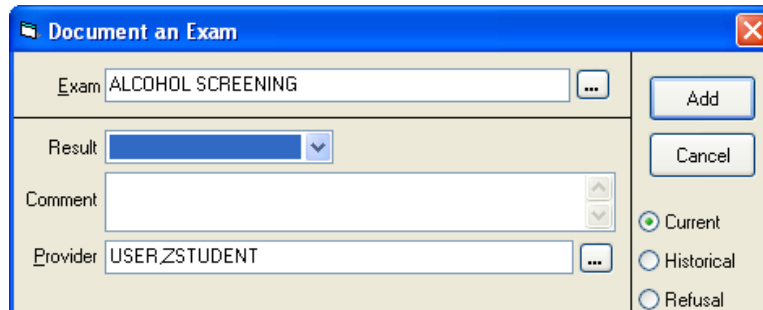 Document an Exam
Exam ALCOHOL SCREENING ...
Add
Result
Cancel
Comment
Current
Provider USER,ZSTUDENT ...
Historical
Refusal